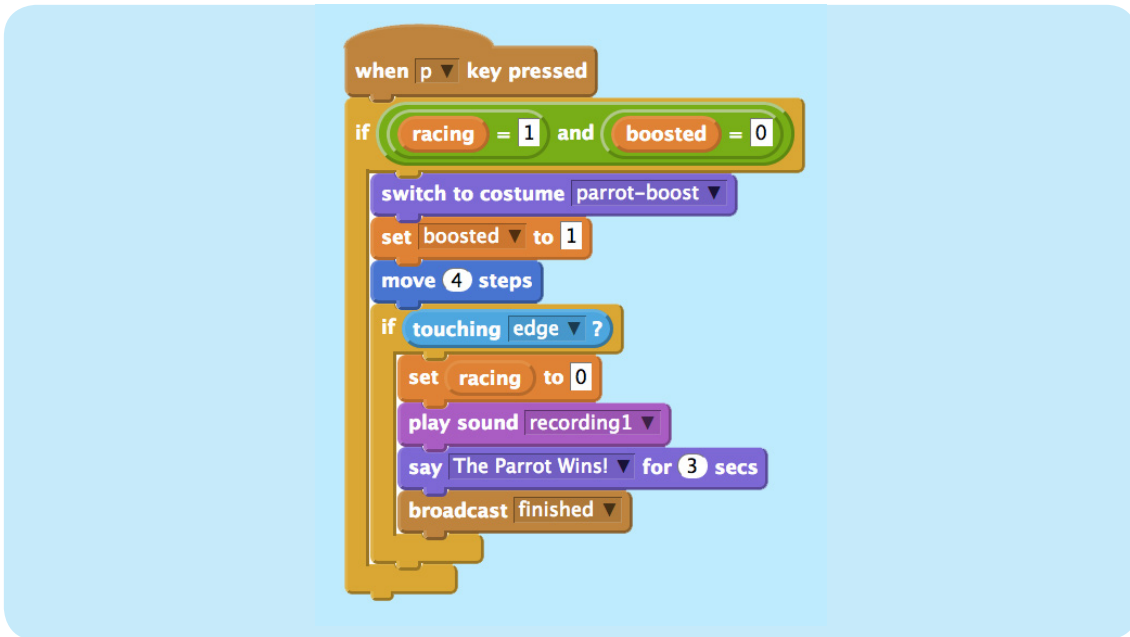 when p key pressed
if racing = 1 and boosted = 0
switch to costume parrot-boost
set boosted to 1
move 4 steps
if touching edge ?
set racing to 0
play sound recording1
say The Parrot Wins! for 3 secs
broadcast finished